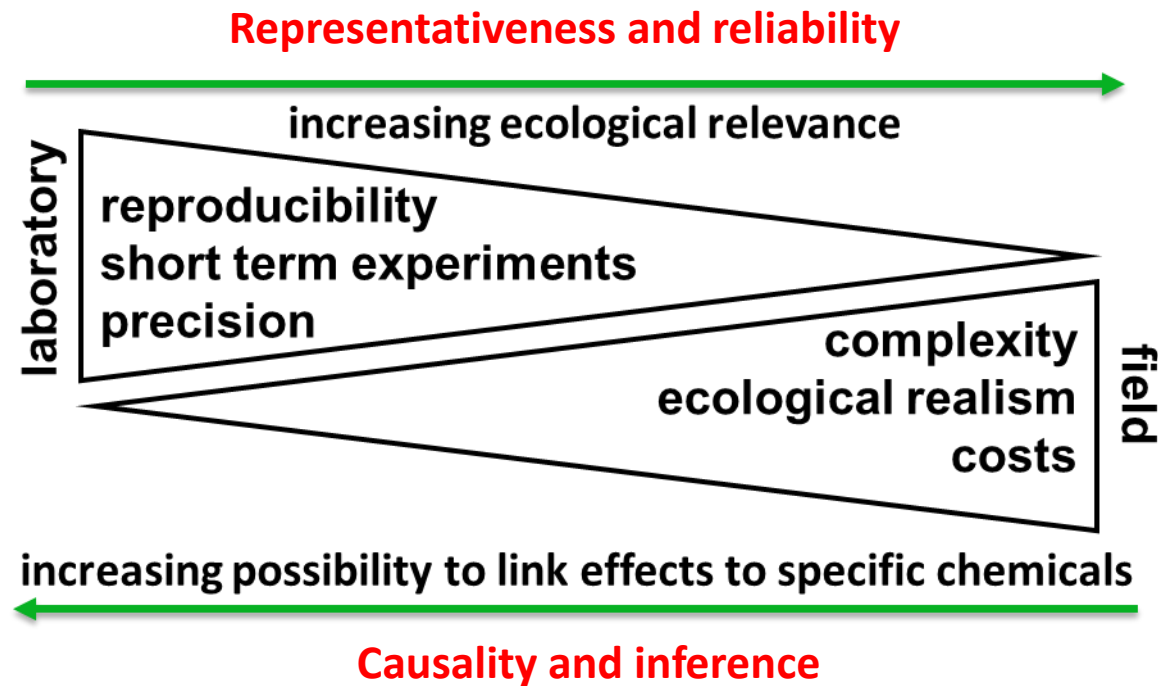 Representativeness and reliability
increasing ecological relevance
laboratory
reproducibility
short term experiments
precision
complexity
ecological realism
costs
field
increasing possibility to link effects to specific chemicals
Causality and inference